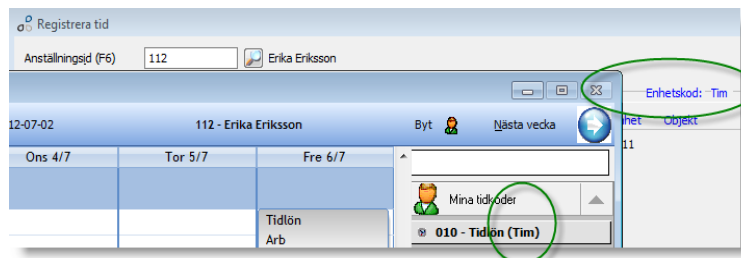 Registrera tid
Anställningsid (F6) 112 Erika Eriksson
Enhetskod: Tim
12-07-02 112 - Erika Eriksson Byt Nästa vecka
Objekt
11
Ons 4/7 Tor 5/7 Fre 6/7
Mina tidkoder
Tidlön
010 - Tidlön (Tim)
Arb